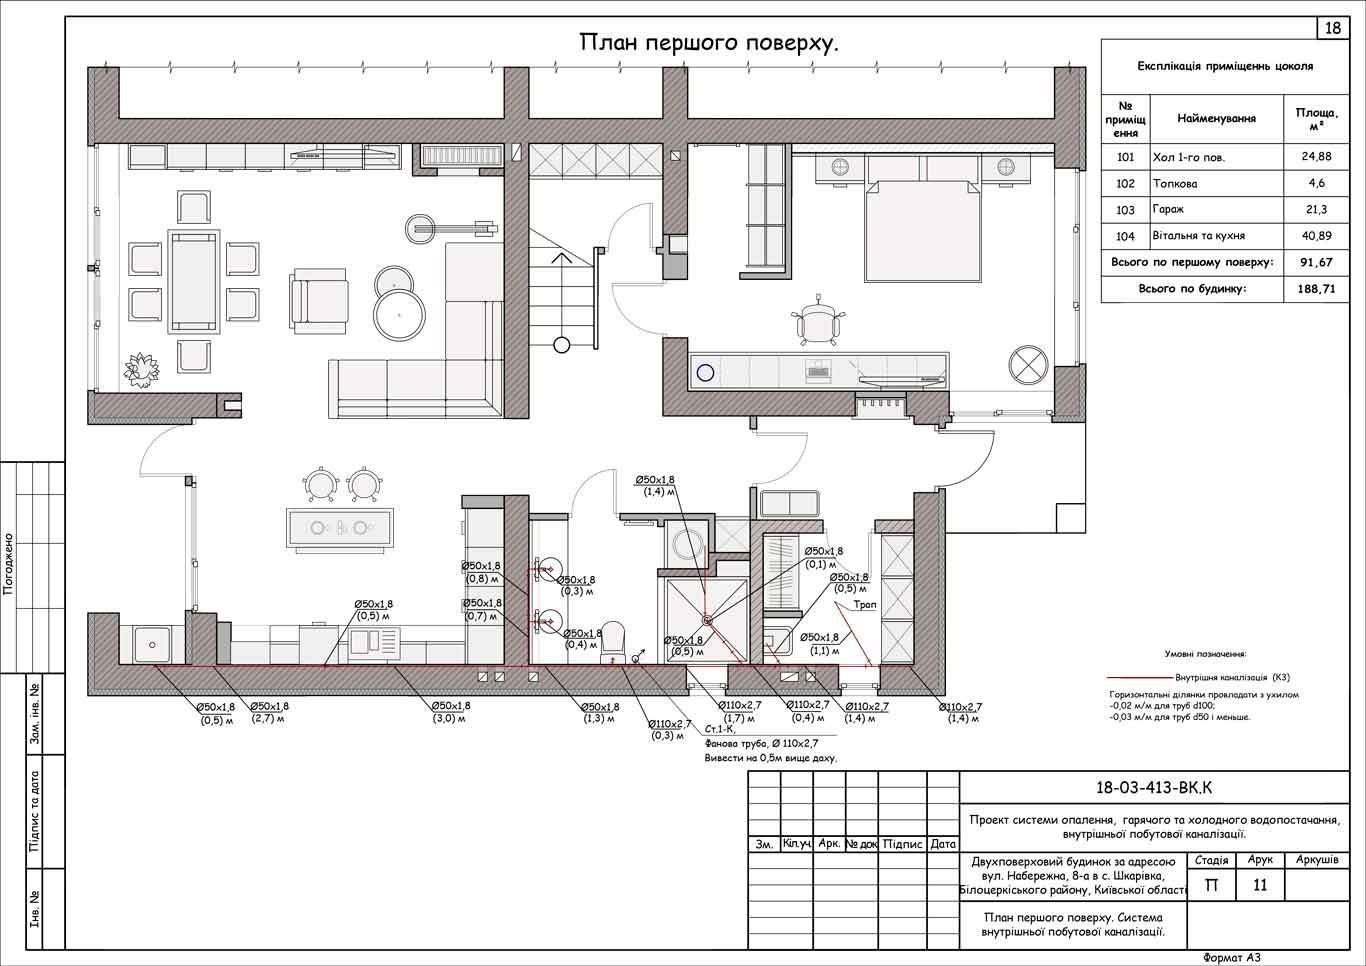 18
План першого поверху.
Експлікація приміщеннь цоколя
№ приміщ ення
Найменування
Площа, м²
101 Хол 1-го пов. 24,88
102 Топкова 4,6
103 Гараж 21,3
104 Вітальня та кухня 40,89
Всього по першому поверху: 91,67
Всього по будинку: 188,71
Ø50х1,8
(1,4) м
Ø50х1,8
(0,8) м
Ø50х1,8
(0,3) м
Ø50х1,8
(0,1) м
Ø50х1,8
(0,5) м
Ø50х1,8
(0,5) м
Ø50х1,8
(0,7) м
Трап
Ø50х1,8
(0,4) м
Ø50х1,8
(0,5) м
Ø50х1,8
(1,1) м
Ø50х1,8
(0,5) м
Ø50х1,8
(2,7) м
Ø50х1,8
(3,0) м
Ø50х1,8
(1,3) м
Ø110х2,7
(0,3) м
Ø110х2,7
(1,7) м
Ø110х2,7
(0,4) м
Ø110х2,7
(1,4) м
Ø110х2,7
(1,4) м
Ст.1-К,
Фанова труба, Ø 110х2,7
Вивести на 0,5м вище даху.
Умовні позначення:
Внутрішня каналізація (К3)
Горизонтальні ділянки провладати з ухилом
-0,02 м/м для труб d100;
-0,03 м/м для труб d50 і меньше.
Погоджено
Зам. інв. №
Підпис та дата
Інв. №
18-03-413-ВК.К
Проект системи опалення, гарячого та холодного водопостачання,
внутрішньої побутової каналізації.
Зм. Кіл.уч. Арк. № док Підпис Дата
Двухповерховий будинок за адресою
вул. Набережна, 8-а в с. Шкарівка,
Білоцеркіського району, Київської області
Стадія Арук Аркушів
П 11
План першого поверху. Система
внутрішньої побутової каналізації.
Формат А3